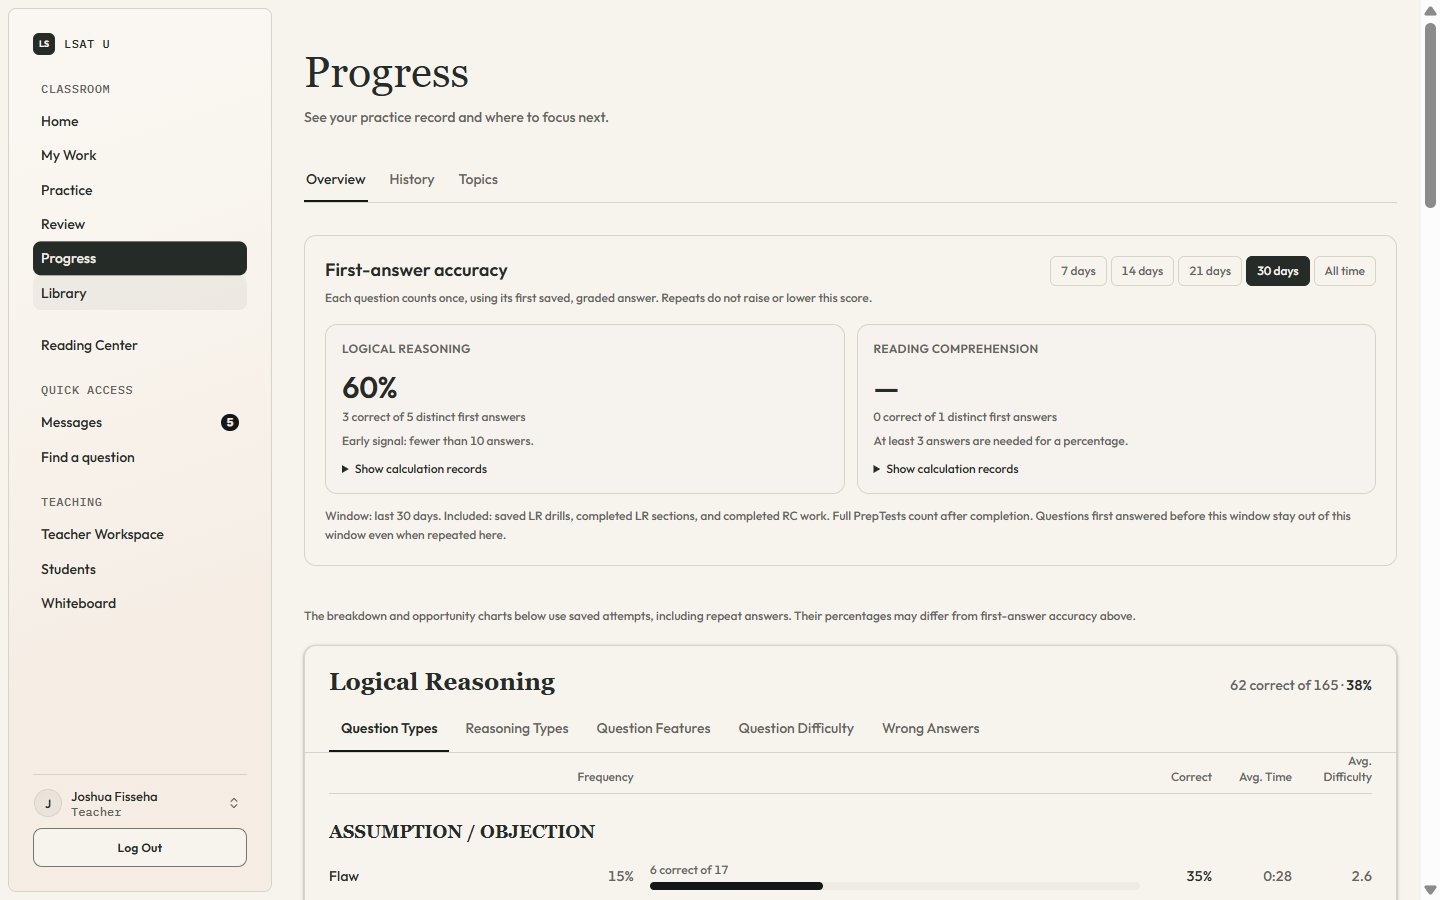 LS LSAT U
CLASSROOM
Home
My Work
Practice
Review
Progress
Library
Reading Center
QUICK ACCESS
Messages 5
Find a question
TEACHING
Teacher Workspace
Students
Whiteboard
J Joshua Fisseha
Teacher
Log Out
Progress
See your practice record and where to focus next.
Overview History Topics
First-answer accuracy
7 days 14 days 21 days 30 days All time
Each question counts once, using its first saved, graded answer. Repeats do not raise or lower this score.
LOGICAL REASONING
60%
3 correct of 5 distinct first answers
Early signal: fewer than 10 answers.
Show calculation records
READING COMPREHENSION
—
0 correct of 1 distinct first answers
At least 3 answers are needed for a percentage.
Show calculation records
Window: last 30 days. Included: saved LR drills, completed LR sections, and completed RC work. Full PrepTests count after completion. Questions first answered before this window stay out of this
window even when repeated here.
The breakdown and opportunity charts below use saved attempts, including repeat answers. Their percentages may differ from first-answer accuracy above.
Logical Reasoning
62 correct of 165 · 38%
Question Types Reasoning Types Question Features Question Difficulty Wrong Answers
Frequency Correct Avg. Time Avg. Difficulty
ASSUMPTION / OBJECTION
Flaw 15% 6 correct of 17 35% 0:28 2.6